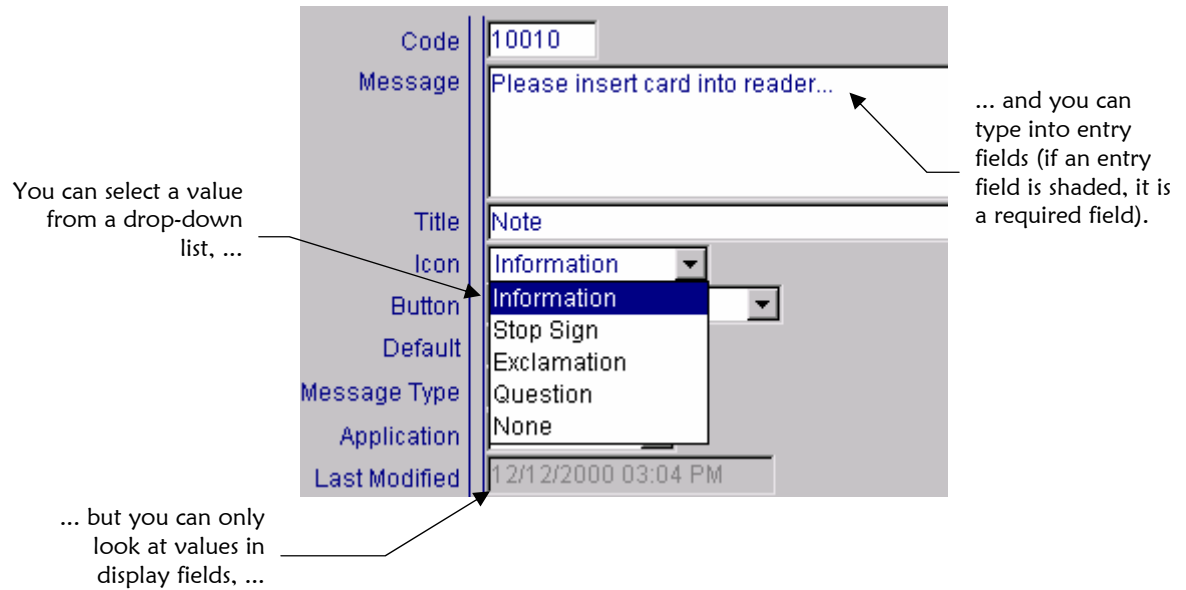 Code 10010
Message Please insert card into reader...
... and you can
type into entry
fields (if an entry
field is shaded, it is
a required field).
You can select a value
from a drop-down
list, ...
Title Note
Icon Information
Button Information
Stop Sign
Default
Exclamation
Message Type Question
Application None
Last Modified 12/12/2000 03:04 PM
... but you can only
look at values in
display fields, ...